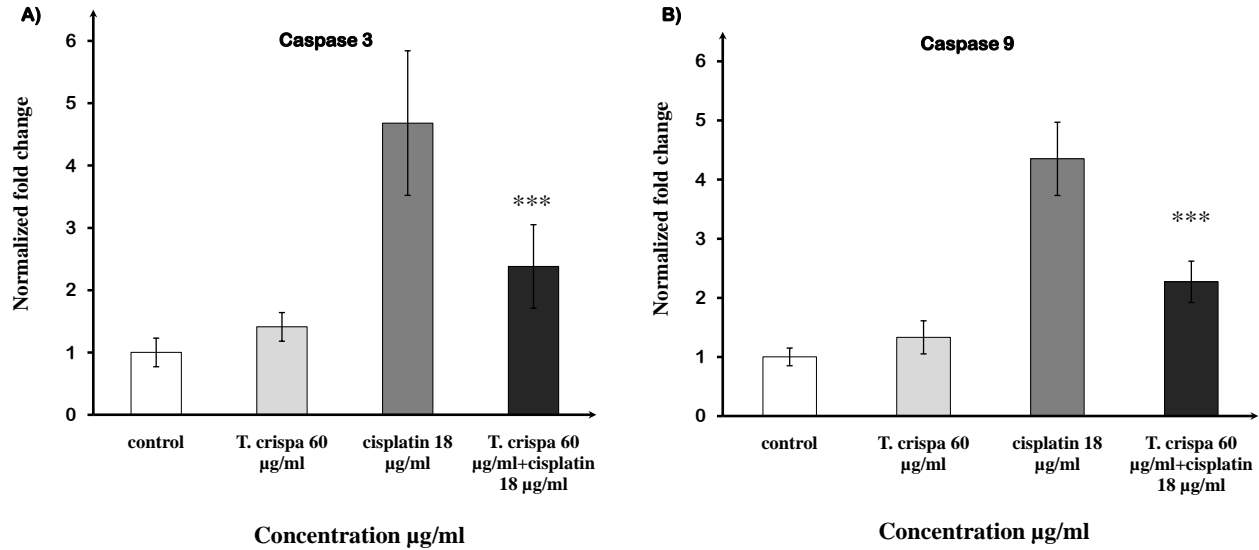 A)
Caspase 3
Normalized fold change
6
5
4
3
2
1
0
***
control
T. crispa 60
µg/ml
cisplatin 18
µg/ml
T. crispa 60
µg/ml+cisplatin
18 µg/ml
Concentration µg/ml
B)
Caspase 9
Normalized fold change
6
5
4
3
2
1
0
***
control
T. crispa 60
µg/ml
cisplatin 18
µg/ml
T. crispa 60
µg/ml+cisplatin
18 µg/ml
Concentration µg/ml